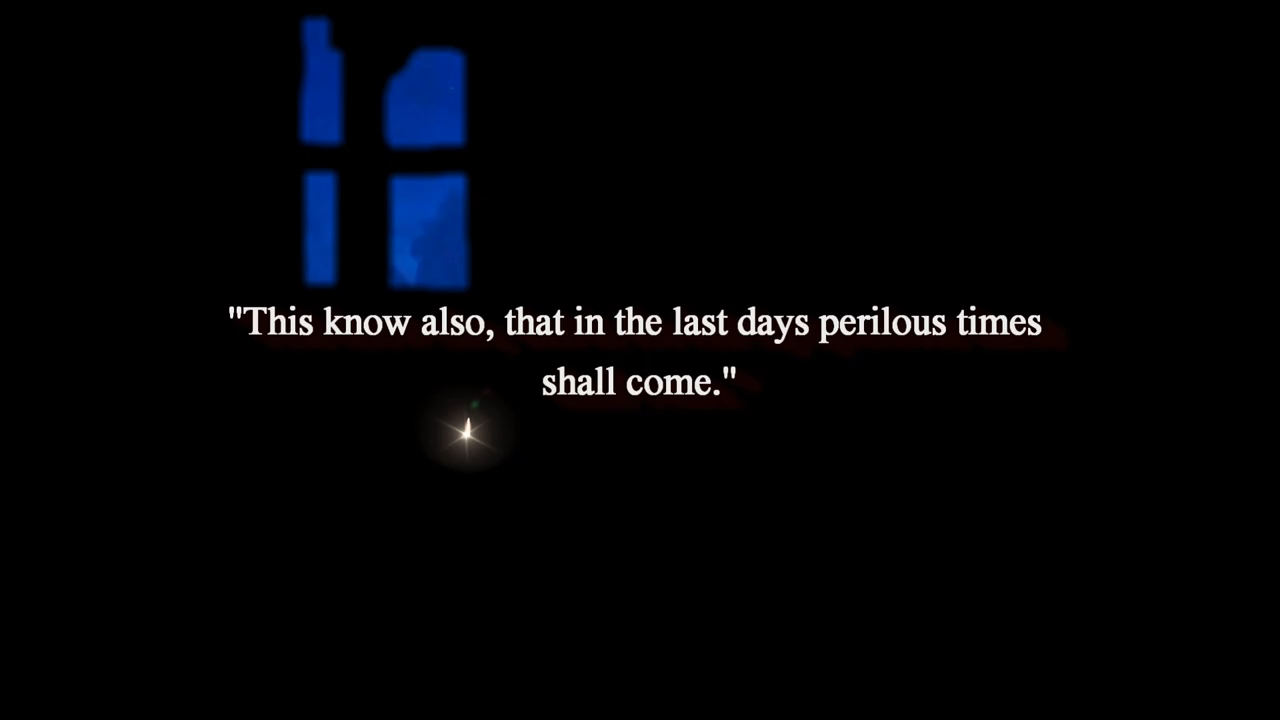 "This know also, that in the last days perilous times
shall come."